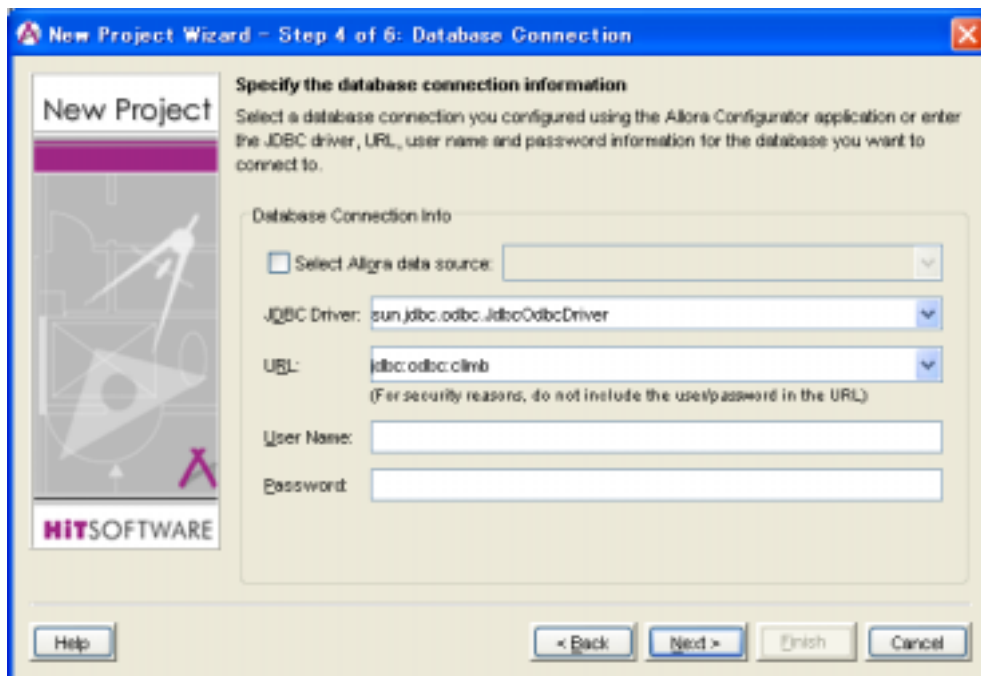 New Project Wizard - Step 4 of 6: Database Connection
New Project
HiTSOFTWARE
Specify the database connection information
Select a database connection you configured using the Allora Configurator application or enter
the JDBC driver, URL, user name and password information for the database you want to
connect to.
Database Connection Info
Select Allora data source:
JDBC Driver: sun.jdbc.odbc.JdbcOdbcDriver
URL: jdbc:odbc:climb
(For security reasons, do not include the user/password in the URL)
User Name:
Password:
Help
< Back
Next >
Finish
Cancel